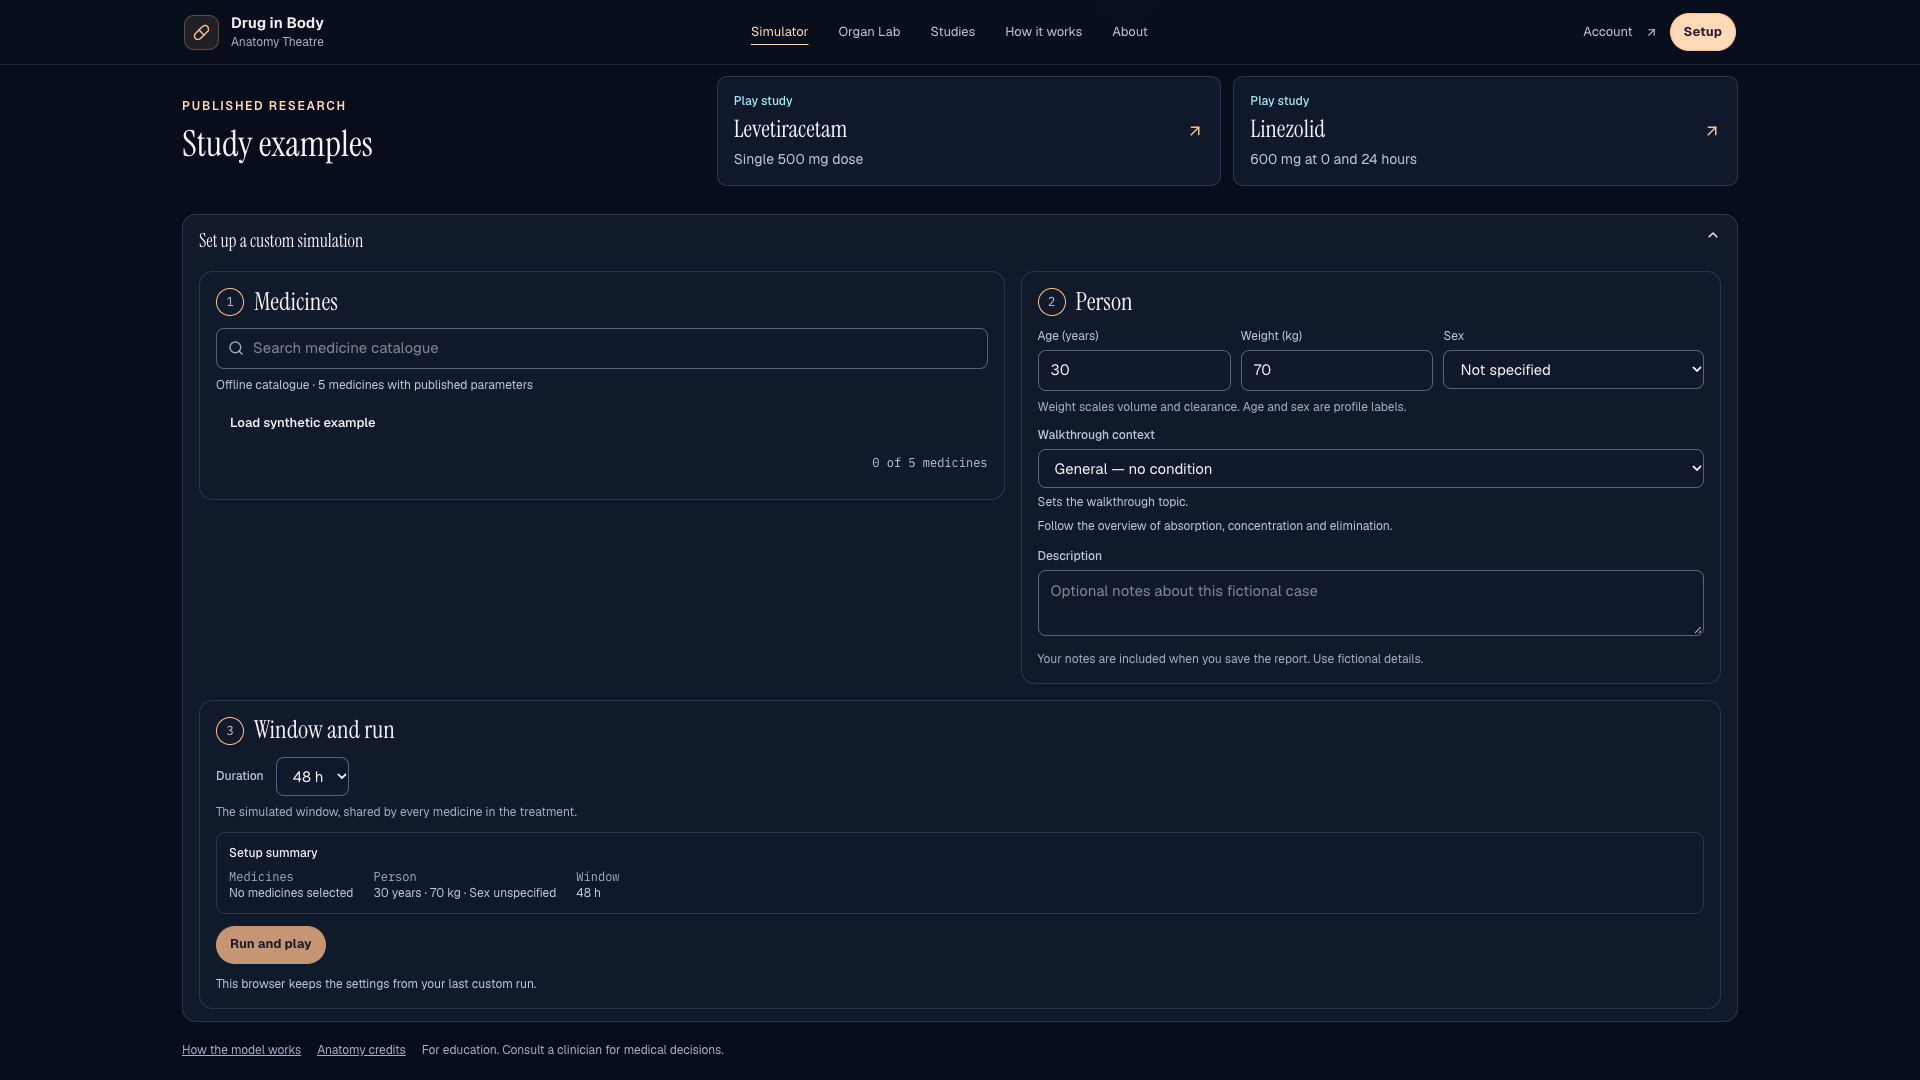 Drug in Body
Anatomy Theatre
Simulator
Organ Lab
Studies
How it works
About
Account
Setup
PUBLISHED RESEARCH
Study examples
Play study
Levetiracetam
Single 500 mg dose
Play study
Linezolid
600 mg at 0 and 24 hours
Set up a custom simulation
1 Medicines
Search medicine catalogue
Offline catalogue · 5 medicines with published parameters
Load synthetic example
0 of 5 medicines
2 Person
Age (years)
Weight (kg)
Sex
30
70
Not specified
Weight scales volume and clearance. Age and sex are profile labels.
Walkthrough context
General — no condition
Sets the walkthrough topic.
Follow the overview of absorption, concentration and elimination.
Description
Optional notes about this fictional case
Your notes are included when you save the report. Use fictional details.
3 Window and run
Duration
48 h
The simulated window, shared by every medicine in the treatment.
Setup summary
Medicines
No medicines selected
Person
30 years · 70 kg · Sex unspecified
Window
48 h
Run and play
This browser keeps the settings from your last custom run.
How the model works
Anatomy credits
For education. Consult a clinician for medical decisions.